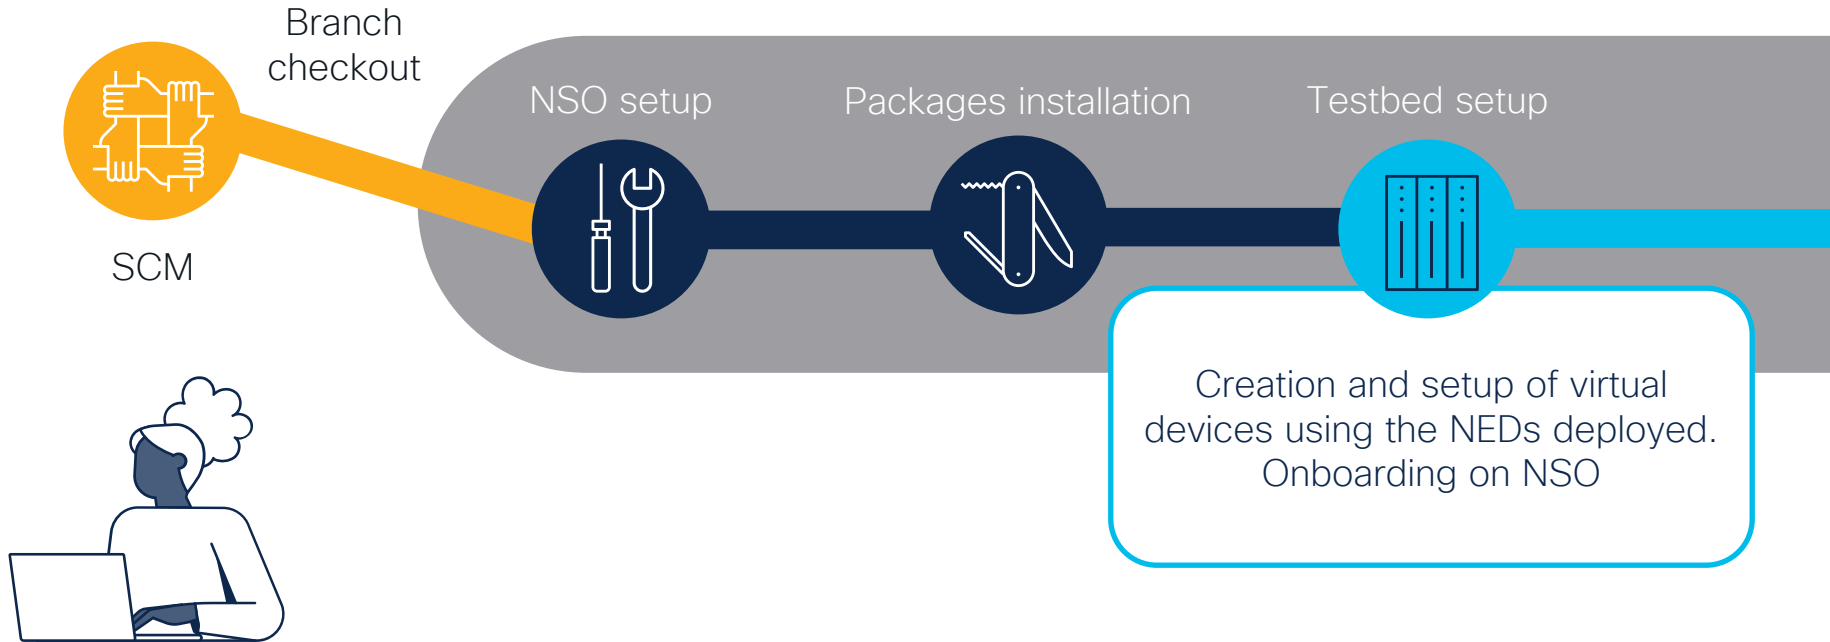 Branch
checkout
NSO setup
Packages installation
Testbed setup
SCM
Creation and setup of virtual
devices using the NEDs deployed.
Onboarding on NSO